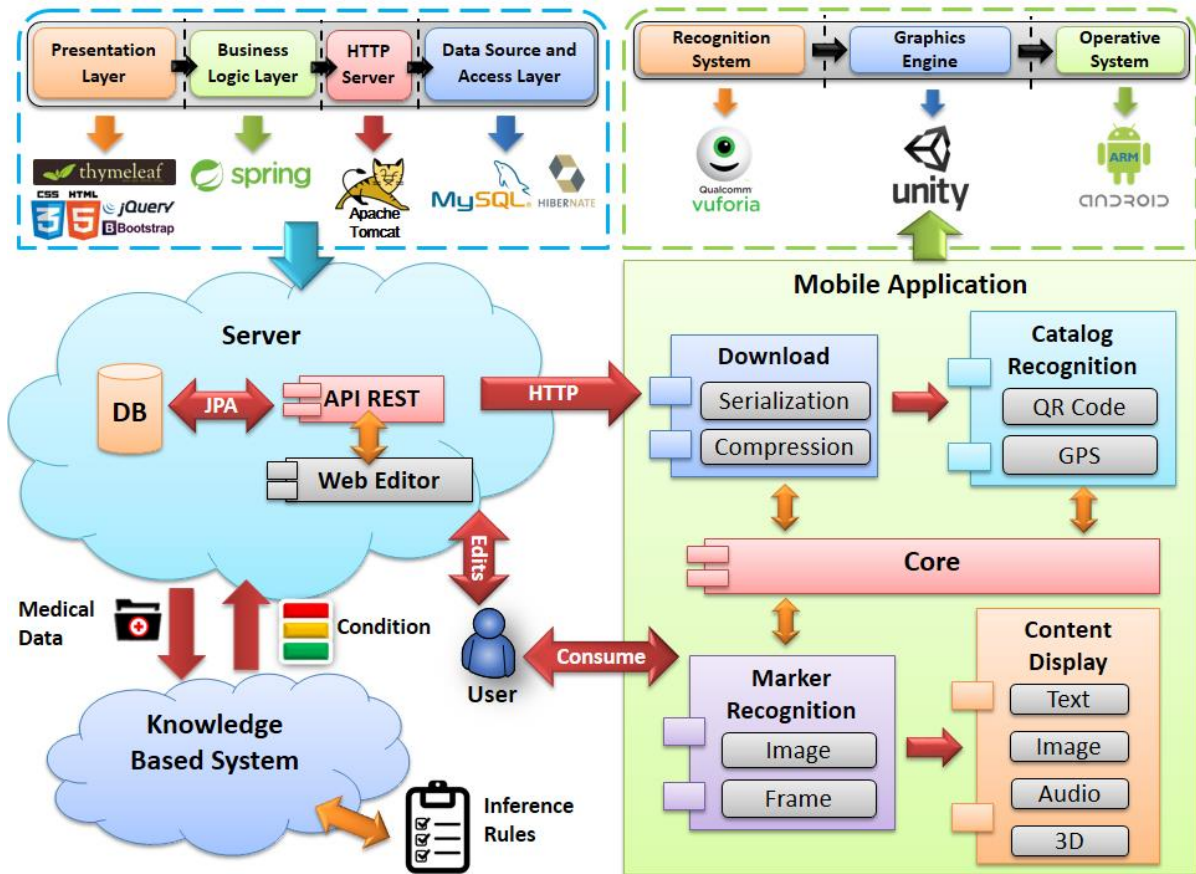 Presentation
Layer
Business
Logic Layer
HTTP
Server
Data Source and
Access Layer
thymeleaf
CSS
3
HTML
5
jQuery
B Bootstrap
spring
Apache
Tomcat
MySQL®
HIBERNATE
Recognition
System
Graphics
Engine
Operative
System
Qualcomm
vuforia
unity
ARM
ANDROID
Server
DB
JPA
API REST
Web Editor
HTTP
Edits
Medical
Data
Condition
User
Consume
Knowledge
Based System
Inference
Rules
Mobile Application
Download
Serialization
Compression
Catalog
Recognition
QR Code
GPS
Core
Marker
Recognition
Image
Frame
Content
Display
Text
Image
Audio
3D